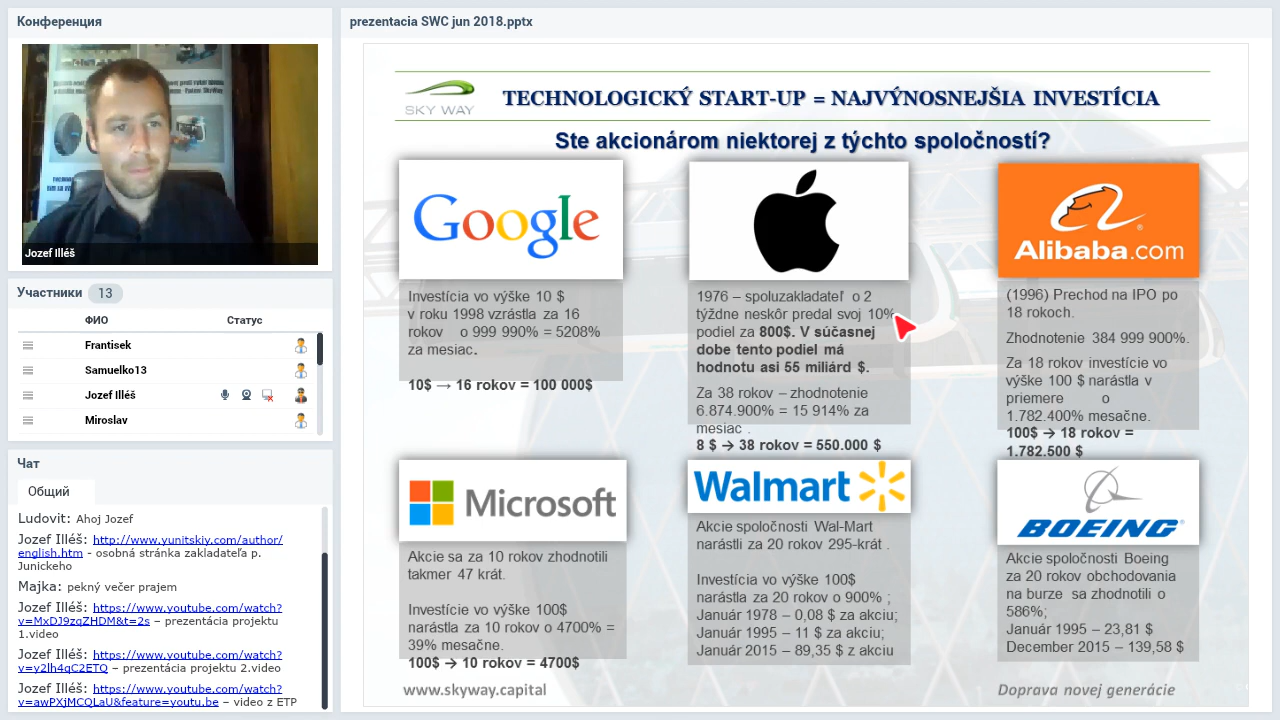 Конференция
Jozef Illéš
Участники 13
ФИО Статус
Frantisek
Samuelko13
Jozef Illéš
Miroslav
Чат
Общий
Ludovit: Ahoj Jozef
Jozef Illéš: http://www.yunitskiy.com/author/
english.htm - osobná stránka zakladateľa p.
Junickeho
Majka: pekný večer prajem
Jozef Illéš: https://www.youtube.com/watch?
v=MxDJ9zqZHDM&t=2s – prezentácia projektu
1.video
Jozef Illéš: https://www.youtube.com/watch?
v=y2lh4qC2ETQ – prezentácia projektu 2.video
Jozef Illéš: https://www.youtube.com/watch?
v=awPXjMCQLaU&feature=youtu.be – video z ETP
prezentacia SWC jun 2018.pptx
SKY WAY
TECHNOLOGICKÝ START-UP = NAJVÝNOSNEJŠIA INVESTÍCIA
Ste akcionárom niektorej z týchto spoločností?
Google
Investícia vo výške 10 $
v roku 1998 vzrástla za 16
rokov o 999 990% = 5208%
za mesiac.
10$ → 16 rokov = 100 000$
1976 – spoluzakladateľ o 2
týždne neskôr predal svoj 10%
podiel za 800$. V súčasnej
dobe tento podiel má
hodnotu asi 55 miliárd $.
Za 38 rokov – zhodnotenie
6.874.900% = 15 914% za
mesiac .
8 $ → 38 rokov = 550.000 $
Alibaba.com
(1996) Prechod na IPO po
18 rokoch.
Zhodnotenie 384 999 900%.
Za 18 rokov investície vo
výške 100 $ narástla v
priemere o
1.782.400% mesačne.
100$ → 18 rokov =
1.782.500 $
Microsoft
Akcie sa za 10 rokov zhodnotili
takmer 47 krát.
Investície vo výške 100$
narástla za 10 rokov o 4700% =
39% mesačne.
100$ → 10 rokov = 4700$
Walmart
Akcie spoločnosti Wal-Mart
narástli za 20 rokov 295-krát .
Investícia vo výške 100$
narástla za 20 rokov o 900% ;
Január 1978 – 0,08 $ za akciu;
Január 1995 – 11 $ za akciu;
Január 2015 – 89,35 $ z akciu
BOEING
Akcie spoločnosti Boeing
za 20 rokov obchodovania
na burze sa zhodnotili o
586%;
Január 1995 – 23,81 $
December 2015 – 139,58 $
www.skyway.capital
Doprava novej generácie